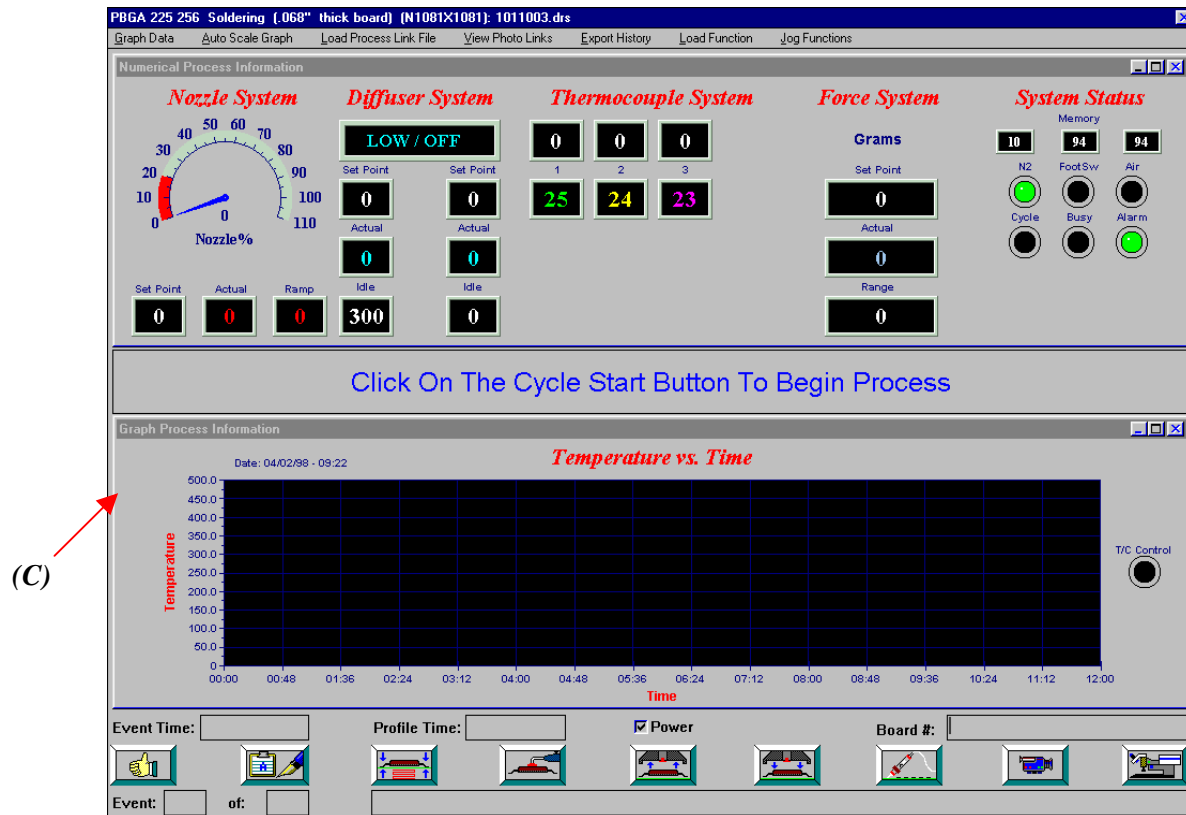 PBGA 225 256 Soldering (.068" thick board) (N1081X1081): 1011003.drs
Graph Data Auto Scale Graph Load Process Link File View Photo Links Export History Load Function Jog Functions
Numerical Process Information
Nozzle System Diffuser System Thermocouple System Force System System Status
0 10 20 30 40 50 60 70 80 90 100 110
0
Nozzle%
Set Point Actual Ramp
0 0 0
LOW / OFF
Set Point Set Point
0 0
Actual Actual
0 0
Idle Idle
300 0
0 0 0
1 2 3
25 24 23
Grams
Set Point
0
Actual
0
Range
0
Memory
10 94 94
N2 FootSw Air
Cycle Busy Alarm
Click On The Cycle Start Button To Begin Process
Graph Process Information
Date: 04/02/98 - 09:22
Temperature vs. Time
(C)
Temperature
500.0
450.0
400.0
350.0
300.0
250.0
200.0
150.0
100.0
50.0
0
00:00 00:48 01:36 02:24 03:12 04:00 04:48 05:36 06:24 07:12 08:00 08:48 09:36 10:24 11:12 12:00
Time
T/C Control
Event Time: Profile Time: Power Board #:
A
Event: of: